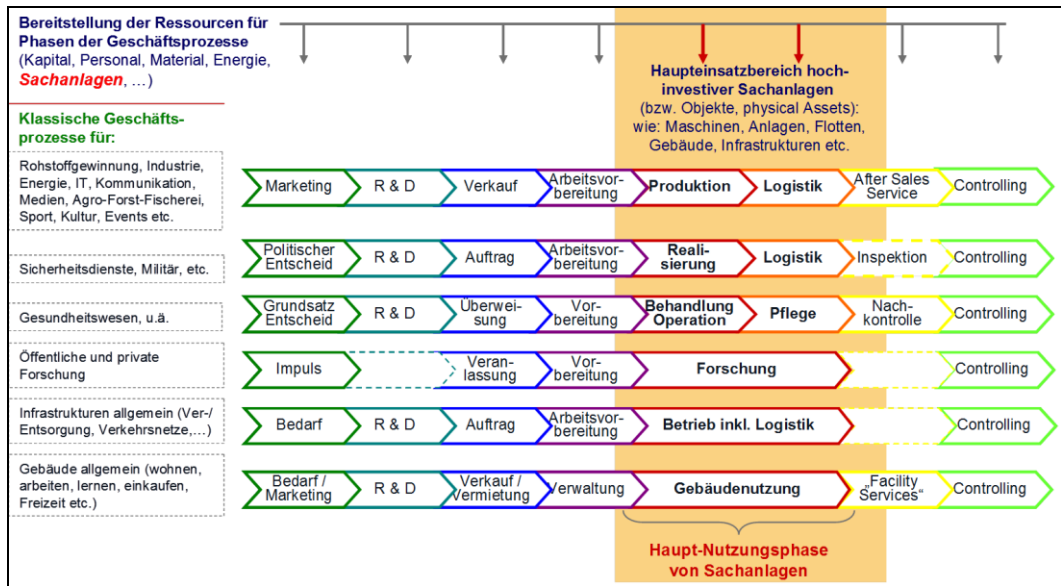 Bereitstellung der Ressourcen für
Phasen der Geschäftsprozesse
(Kapital, Personal, Material, Energie,
Sachanlagen, …)
Haupteinsatzbereich hoch-
investiver Sachanlagen
(bzw. Objekte, physical Assets):
wie: Maschinen, Anlagen, Flotten,
Gebäude, Infrastrukturen etc.
Klassische Geschäfts-
prozesse für:
Rohstoffgewinnung, Industrie,
Energie, IT, Kommunikation,
Medien, Agro-Forst-Fischerei,
Sport, Kultur, Events etc.
Marketing
R & D
Verkauf
Arbeitsvor-
bereitung
Produktion
Logistik
After Sales
Service
Controlling
Sicherheitsdienste, Militär, etc.
Politischer
Entscheid
R & D
Auftrag
Arbeitsvor-
bereitung
Reali-
sierung
Logistik
Inspektion
Controlling
Gesundheitswesen, u.ä.
Grundsatz
Entscheid
R & D
Überwei-
sung
Vor-
bereitung
Behandlung
Operation
Pflege
Nach-
kontrolle
Controlling
Öffentliche und private
Forschung
Impuls
Veran-
lassung
Vor-
bereitung
Forschung
Controlling
Infrastrukturen allgemein (Ver-/
Entsorgung, Verkehrsnetze,…)
Bedarf
R & D
Auftrag
Arbeitsvor-
bereitung
Betrieb inkl. Logistik
Controlling
Gebäude allgemein (wohnen,
arbeiten, lernen, einkaufen,
Freizeit etc.)
Bedarf /
Marketing
R & D
Verkauf /
Vermietung
Verwaltung
Gebäudenutzung
„Facility
Services“
Controlling
Haupt-Nutzungsphase
von Sachanlagen